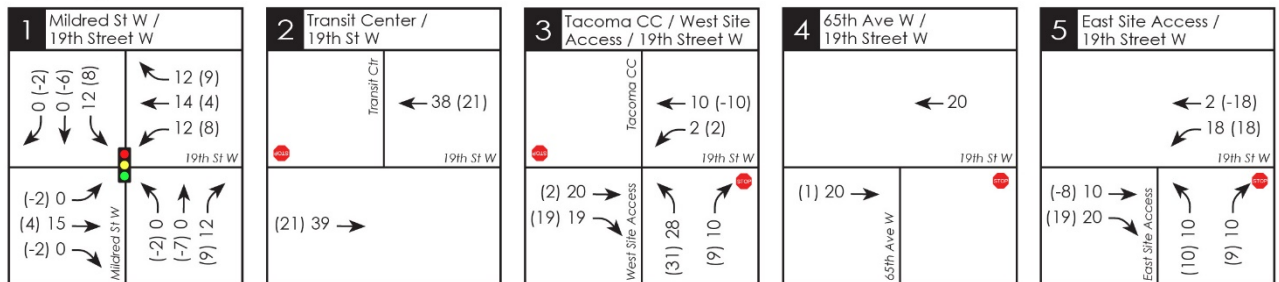 1
Mildred St W /
19th Street W
0 (-2)
0 (-6)
12 (8)
12 (9)
14 (4)
12 (8)
19th St W
(-2) 0
(4) 15
(-2) 0
Mildred St W
(-2) 0
(-7) 0
(9) 12
2
Transit Center /
19th St W
Transit Ctr
38 (21)
STOP
19th St W
(21) 39
3
Tacoma CC / West Site
Access / 19th Street W
Tacoma CC
10 (-10)
2 (2)
STOP
19th St W
(2) 20
(19) 19
West Site Access
(31) 28
(9) 10
STOP
4
65th Ave W /
19th Street W
20
19th St W
(1) 20
65th Ave W
STOP
5
East Site Access /
19th Street W
2 (-18)
18 (18)
19th St W
(-8) 10
(19) 20
East Site Access
(10) 10
(9) 10
STOP